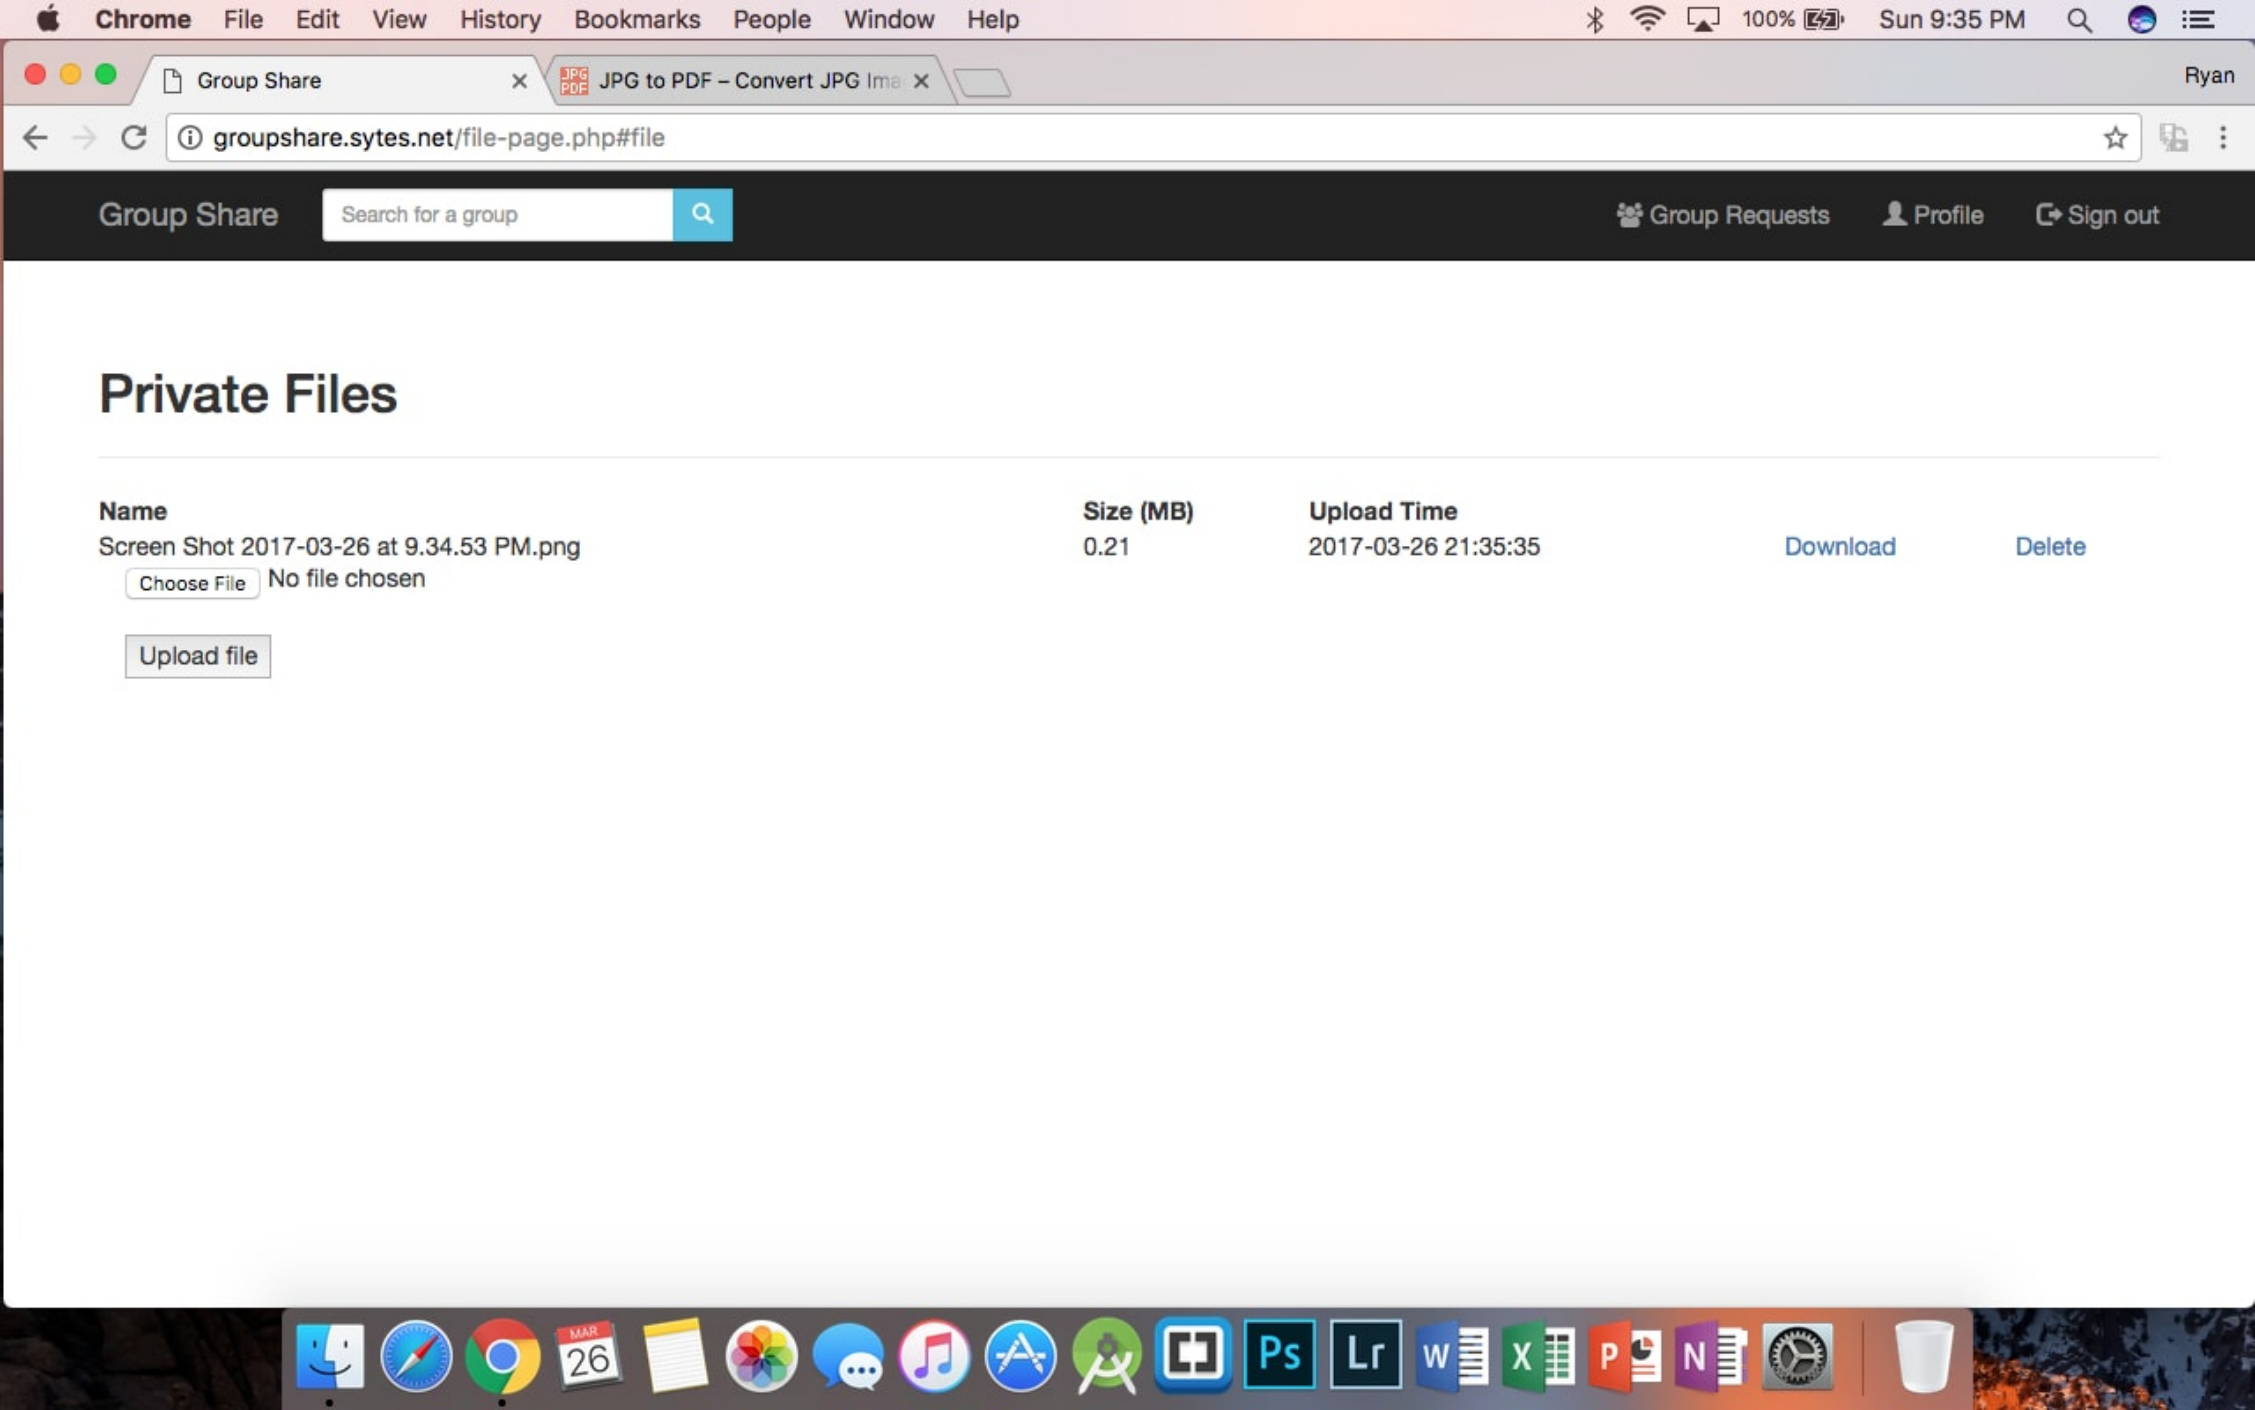 Chrome File Edit View History Bookmarks People Window Help 100% Sun 9:35 PM
Group Share JPG to PDF – Convert JPG Ima Ryan
groupshare.sytes.net/file-page.php#file
Group Share Search for a group Group Requests Profile Sign out
Private Files
Name Size (MB) Upload Time
Screen Shot 2017-03-26 at 9.34.53 PM.png 0.21 2017-03-26 21:35:35 Download Delete
Choose File No file chosen
Upload file
MAR
26 Ps Lr W X P N